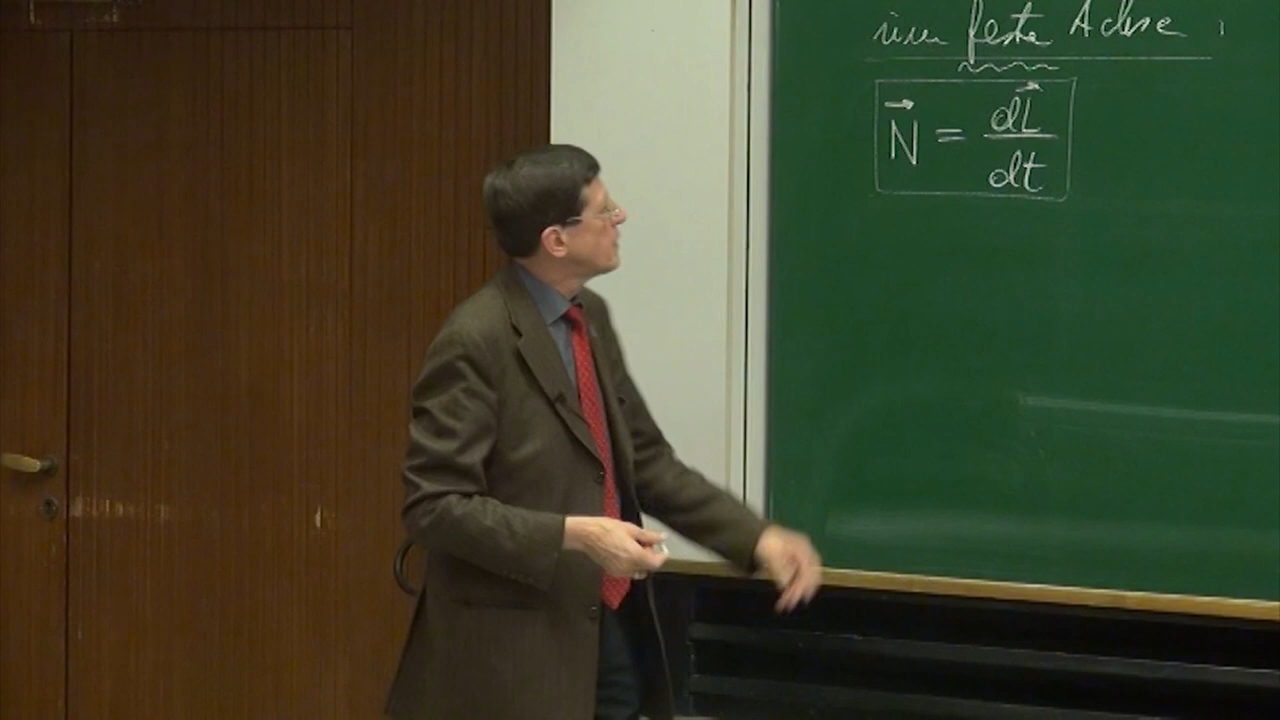 um feste Achse :
N⃗ = dL⃗/dt